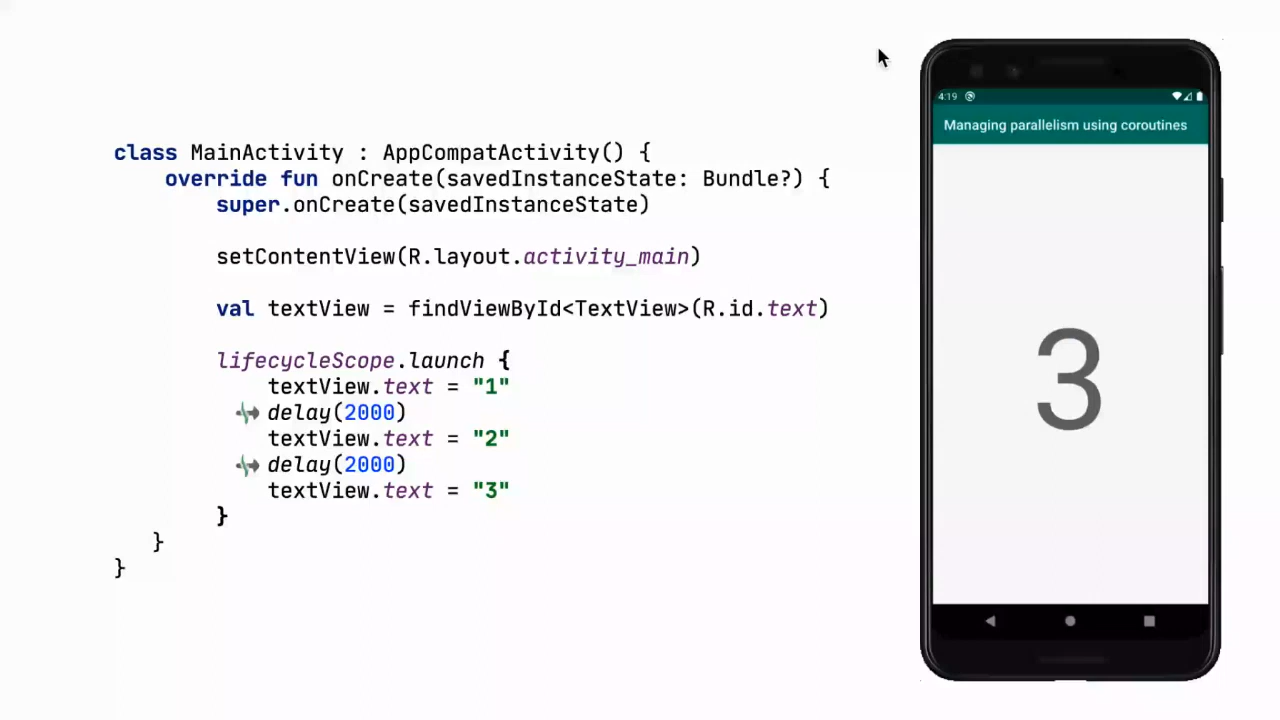 class MainActivity : AppCompatActivity() {
override fun onCreate(savedInstanceState: Bundle?) {
super.onCreate(savedInstanceState)
setContentView(R.layout.activity_main)
val textView = findViewById<TextView>(R.id.text)
lifecycleScope.launch {
textView.text = "1"
delay(2000)
textView.text = "2"
delay(2000)
textView.text = "3"
}
}
}
4:19
Managing parallelism using coroutines
3